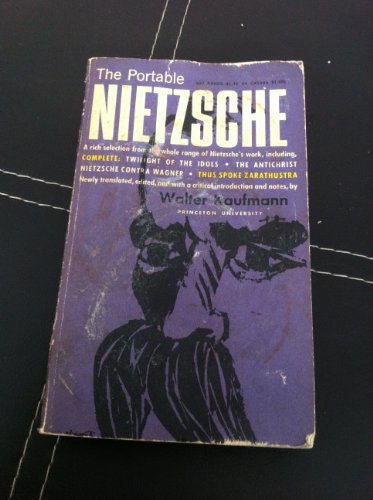 The Portable
NIETZSCHE
A rich selection from the whole range of Nietzsche's work, including,
COMPLETE: TWILIGHT OF THE IDOLS • THE ANTICHRIST
NIETZSCHE CONTRA WAGNER • THUS SPOKE ZARATHUSTRA
Newly translated, edited, and with a critical introduction and notes, by
Walter Kaufmann
PRINCETON UNIVERSITY